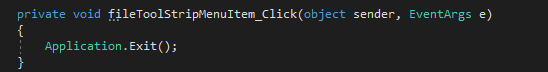 private void fileToolStripMenuItem_Click(object sender, EventArgs e)
{
    Application.Exit();
}